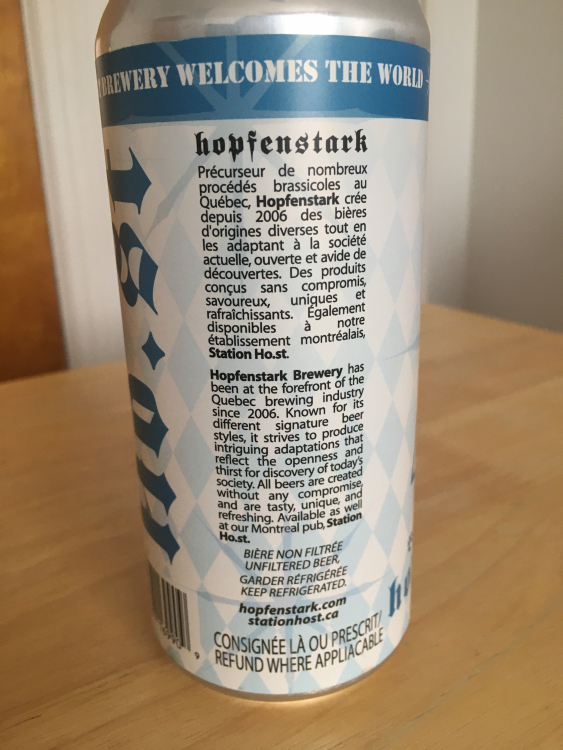 BREWERY WELCOMES THE WORLD
hopfenstark
Précurseur de nombreux
procédés brassicoles au
Québec, Hopfenstark crée
depuis 2006 des bières
d'origines diverses tout en
les adaptant à la société
actuelle, ouverte et avide de
découvertes. Des produits
conçus sans compromis,
savoureux, uniques et
rafraîchissants. Également
disponibles à notre
établissement montréalais,
Station Ho.st.
Hopfenstark Brewery has
been at the forefront of the
Quebec brewing industry
since 2006. Known for its
different signature beer
styles, it strives to produce
intriguing adaptations that
reflect the openness and
thirst for discovery of today's
society. All beers are created
without any compromise,
and are tasty, unique, and
refreshing. Available as well
at our Montreal pub, Station
Ho.st.
BIÈRE NON FILTRÉE
UNFILTERED BEER,
GARDER RÉFRIGÉRÉE
KEEP REFRIGERATED.
hopfenstark.com
stationhost.ca
CONSIGNÉE LÀ OU PRESCRIT/
REFUND WHERE APPLIACABLE
Ho.st